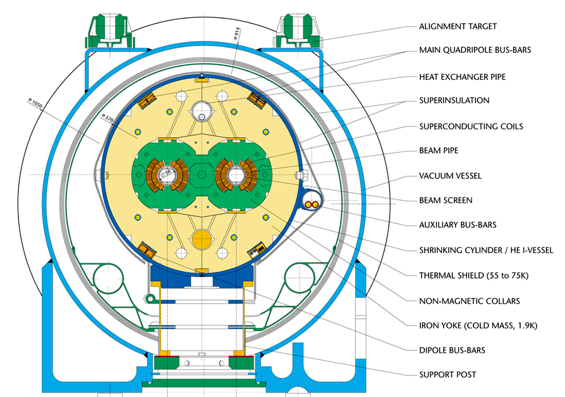 ALIGNMENT TARGET
MAIN QUADRIPOLE BUS-BARS
HEAT EXCHANGER PIPE
SUPERINSULATION
SUPERCONDUCTING COILS
BEAM PIPE
VACUUM VESSEL
BEAM SCREEN
AUXILIARY BUS-BARS
SHRINKING CYLINDER / HE I-VESSEL
THERMAL SHIELD (55 to 75K)
NON-MAGNETIC COLLARS
IRON YOKE (COLD MASS, 1.9K)
DIPOLE BUS-BARS
SUPPORT POST
ø 914
ø 570